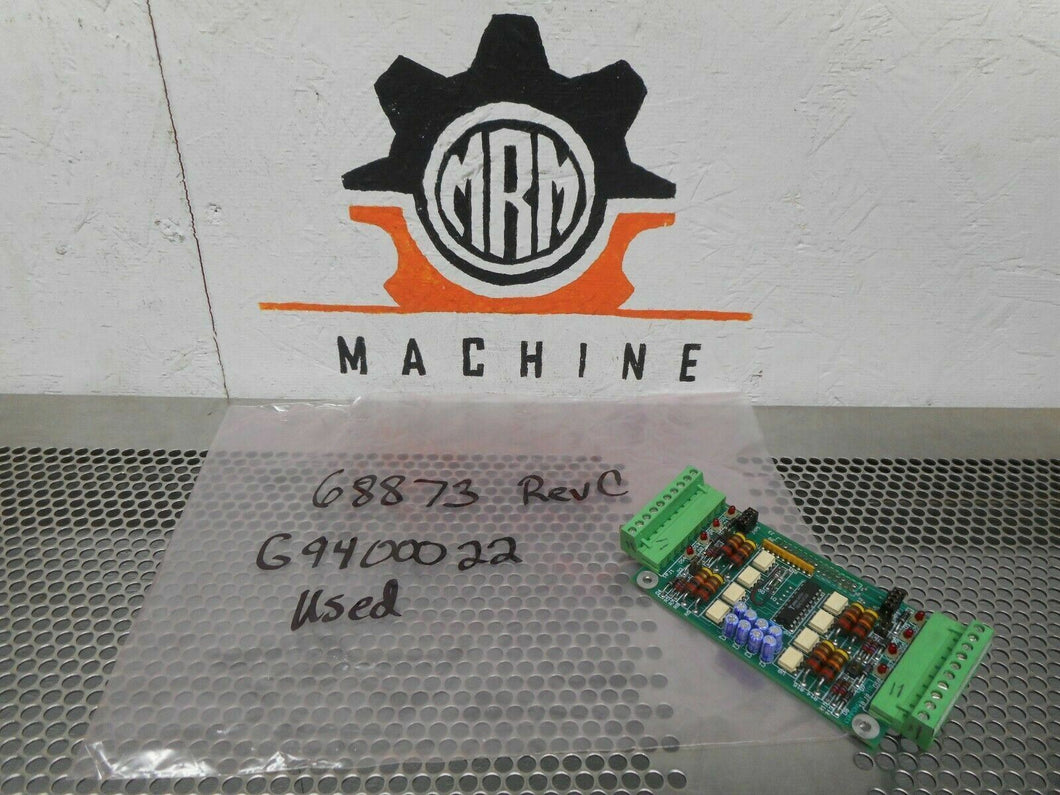 MRM
MACHINE
68873 RevC
G9400022
Used